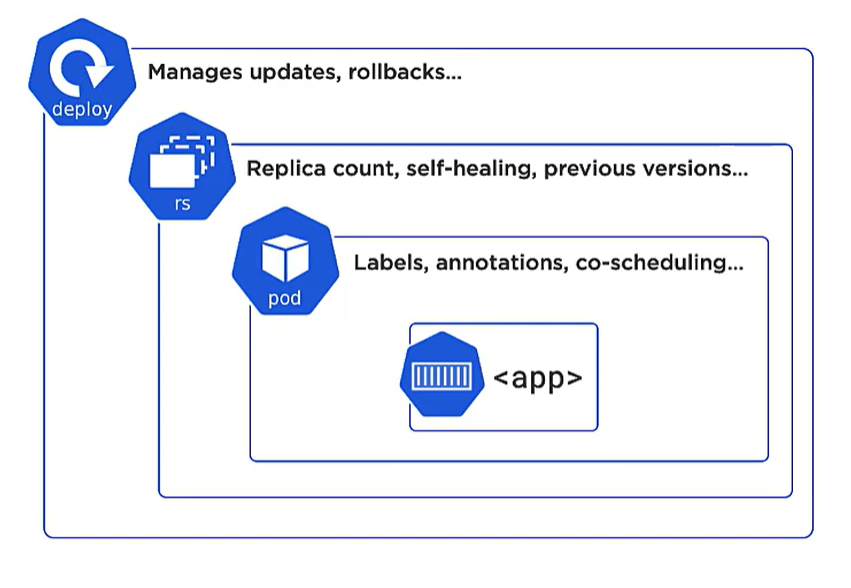 deploy
Manages updates, rollbacks...
rs
Replica count, self-healing, previous versions...
pod
Labels, annotations, co-scheduling...
<app>